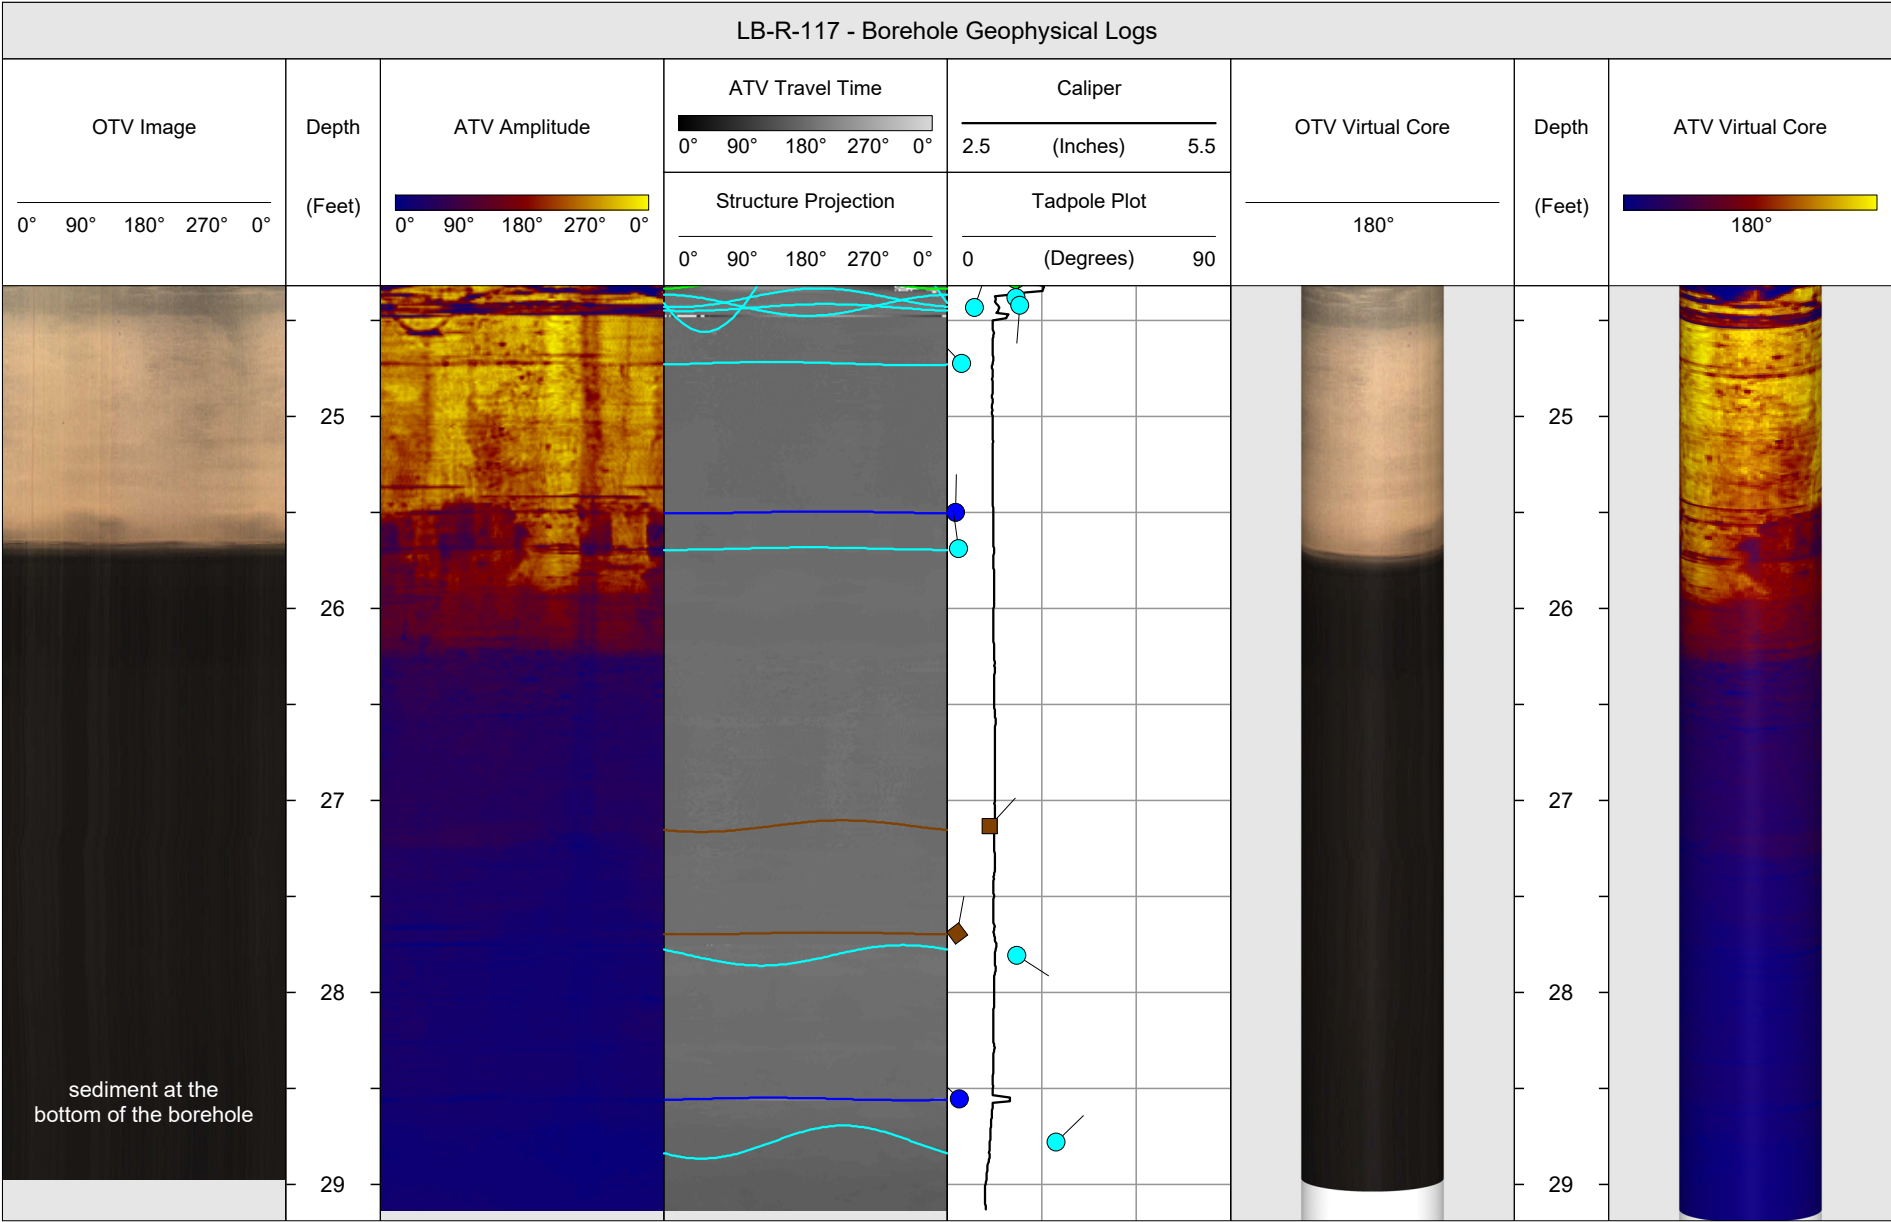 LB-R-117 - Borehole Geophysical Logs
OTV Image
0° 90° 180° 270° 0°
Depth
(Feet)
ATV Amplitude
0° 90° 180° 270° 0°
ATV Travel Time
0° 90° 180° 270° 0°
Structure Projection
0° 90° 180° 270° 0°
Caliper
2.5 (Inches) 5.5
Tadpole Plot
0 (Degrees) 90
OTV Virtual Core
180°
Depth
(Feet)
ATV Virtual Core
180°
25
26
27
28
29
sediment at the
bottom of the borehole
25
26
27
28
29